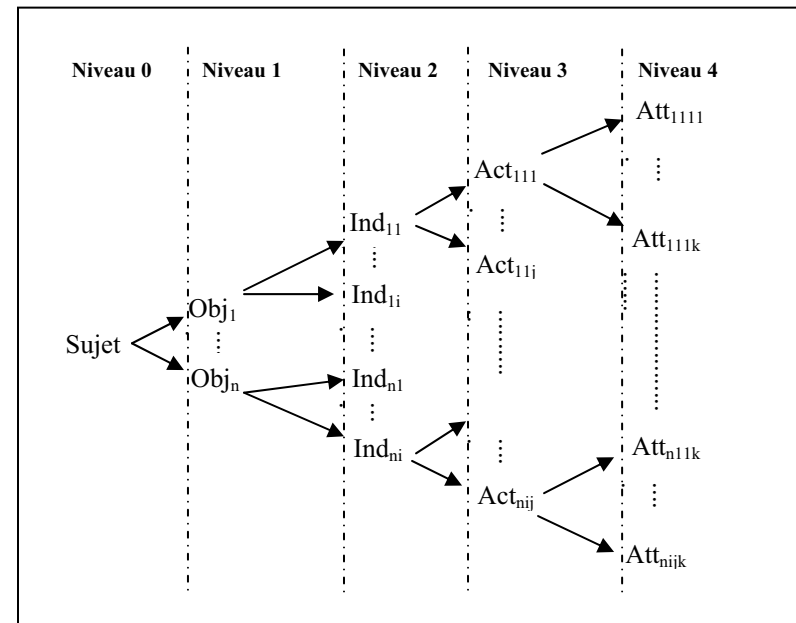 Niveau 0 Niveau 1 Niveau 2 Niveau 3 Niveau 4
Att1111
Act111
Ind11
Att111k
Act11j
Ind1i
Obj1
Sujet
Objn
Indn1
Indni
Attn11k
Actnij
Attnijk